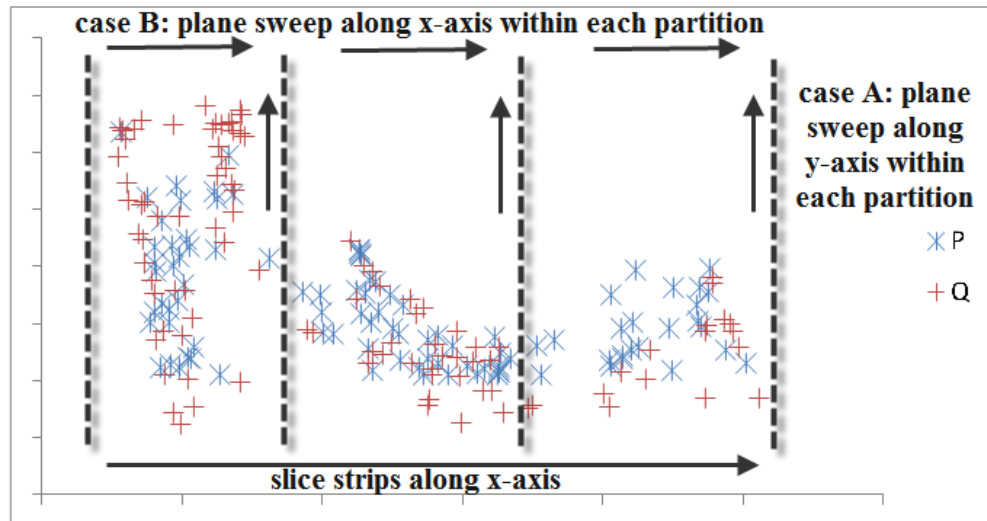 case B: plane sweep along x-axis within each partition
case A: plane
sweep along
y-axis within
each partition
P
Q
slice strips along x-axis